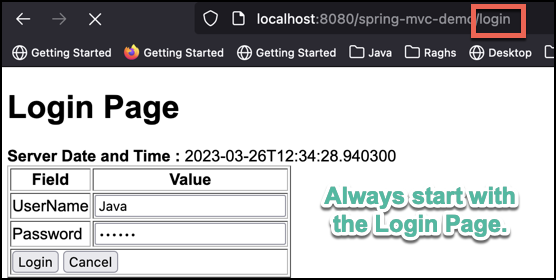 localhost:8080/spring-mvc-demo/login
Getting Started Getting Started Getting Started Java Raghs Desktop
Login Page
Server Date and Time : 2023-03-26T12:34:28.940300
Field Value
UserName Java
Password ••••••
Login Cancel
Always start with
the Login Page.